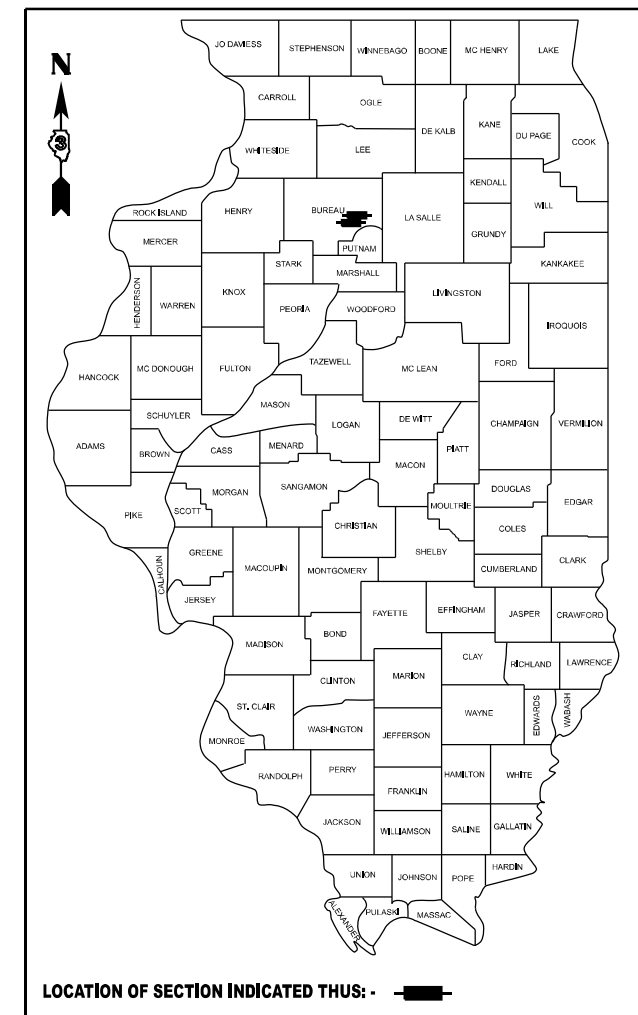 JO DAVIESS
STEPHENSON
WINNEBAGO
BOONE
MC HENRY
LAKE
N
CARROLL
OGLE
DE KALB
KANE
DU PAGE
COOK
3
WHITESIDE
LEE
KENDALL
WILL
ROCK ISLAND
HENRY
BUREAU
LA SALLE
GRUNDY
MERCER
PUTNAM
KANKAKEE
STARK
MARSHALL
HENDERSON
WARREN
KNOX
PEORIA
WOODFORD
LIVINGSTON
IROQUOIS
HANCOCK
MC DONOUGH
FULTON
TAZEWELL
MC LEAN
FORD
SCHUYLER
MASON
LOGAN
DE WITT
PIATT
CHAMPAIGN
VERMILION
ADAMS
BROWN
CASS
MENARD
MACON
PIKE
SCOTT
MORGAN
SANGAMON
CHRISTIAN
MOULTRIE
DOUGLAS
EDGAR
COLES
CALHOUN
GREENE
MACOUPIN
MONTGOMERY
SHELBY
CUMBERLAND
CLARK
JERSEY
FAYETTE
EFFINGHAM
JASPER
CRAWFORD
MADISON
BOND
CLAY
RICHLAND
LAWRENCE
CLINTON
MARION
ST. CLAIR
WAYNE
EDWARDS
WABASH
MONROE
WASHINGTON
JEFFERSON
RANDOLPH
PERRY
HAMILTON
WHITE
FRANKLIN
JACKSON
WILLIAMSON
SALINE
GALLATIN
UNION
JOHNSON
POPE
HARDIN
ALEXANDER
PULASKI
MASSAC
LOCATION OF SECTION INDICATED THUS: -